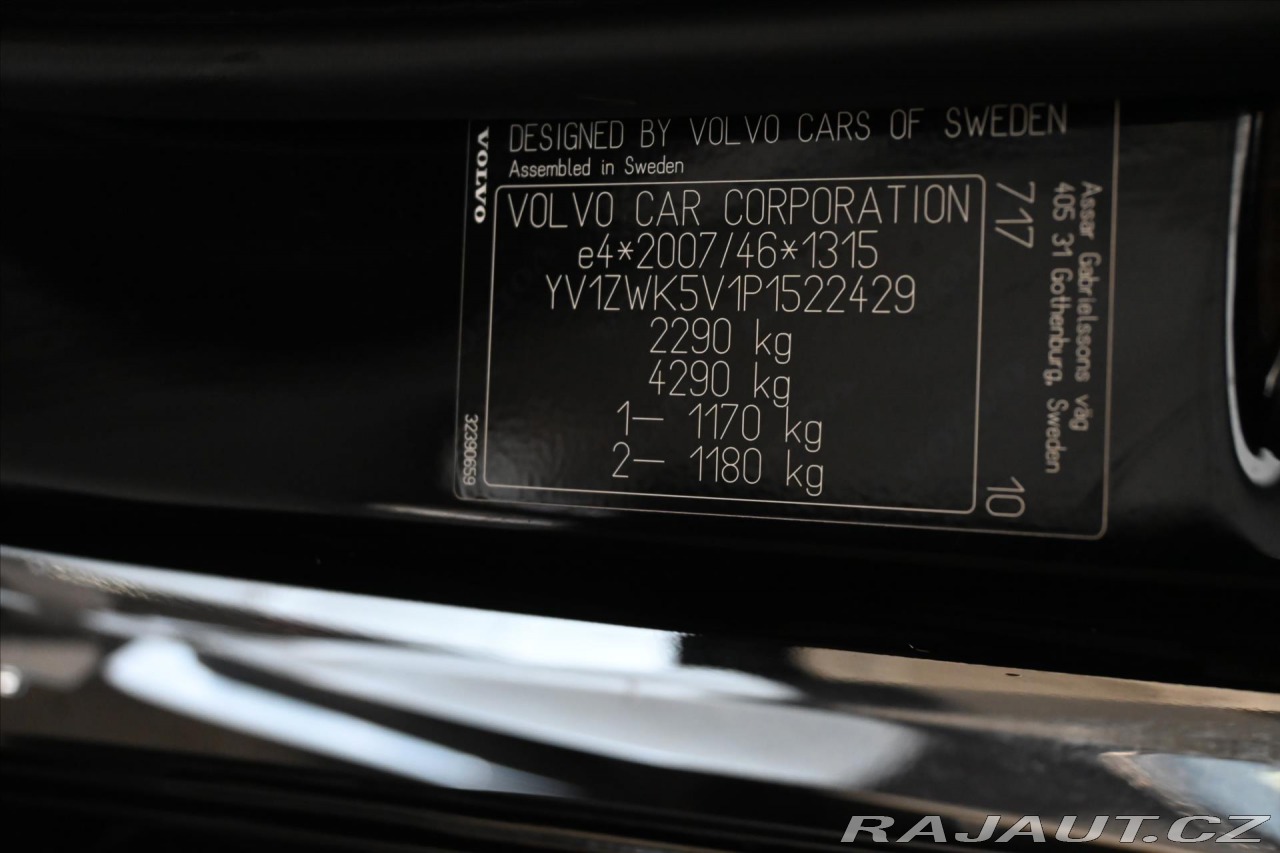 VOLVO
DESIGNED BY VOLVO CARS OF SWEDEN
Assembled in Sweden
VOLVO CAR CORPORATION
e4*2007/46*1315
YV1ZWK5V1P1522429
2290 kg
4290 kg
1– 1170 kg
2– 1180 kg
32390659
717
10
Assar Gabrielssons väg
405 31 Gothenburg, Sweden
RAJAUT.CZ